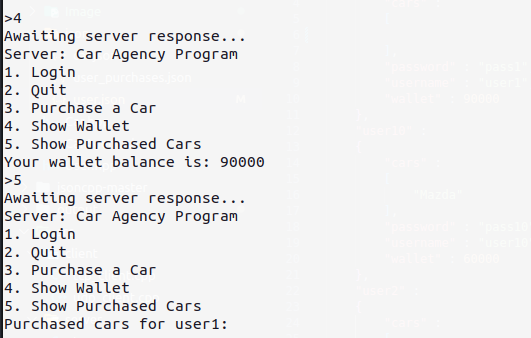 >4
Awaiting server response...
Server: Car Agency Program
1. Login
2. Quit
3. Purchase a Car
4. Show Wallet
5. Show Purchased Cars
Your wallet balance is: 90000
>5
Awaiting server response...
Server: Car Agency Program
1. Login
2. Quit
3. Purchase a Car
4. Show Wallet
5. Show Purchased Cars
Purchased cars for user1: